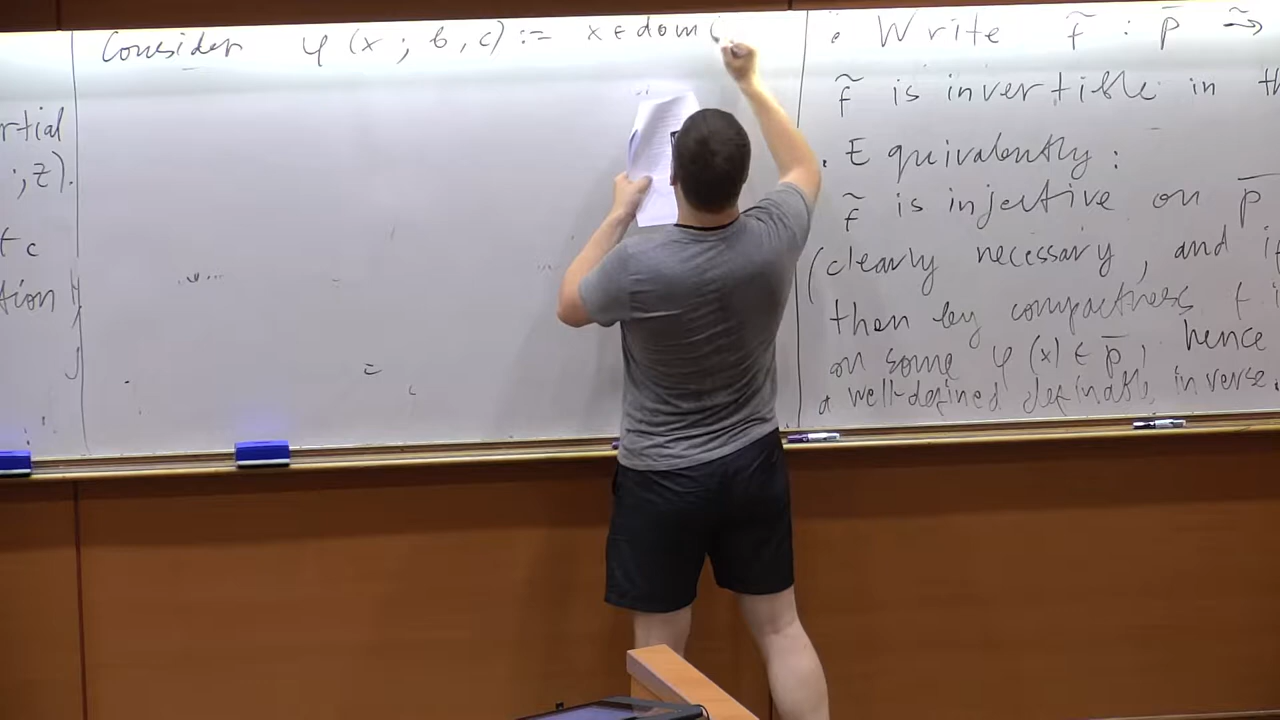 rtial
; z).
t c
tion
Consider φ (x ; b, c) := x ∈ dom (
: Write f̃ : p̄ ⥲
f̃ is invertible in th
. Equivalently :
f̃ is injective on p̄
(clearly necessary, and if
then by compactness f i
on some φ (x) ∈ p̄, hence
a well-defined definable inverse.